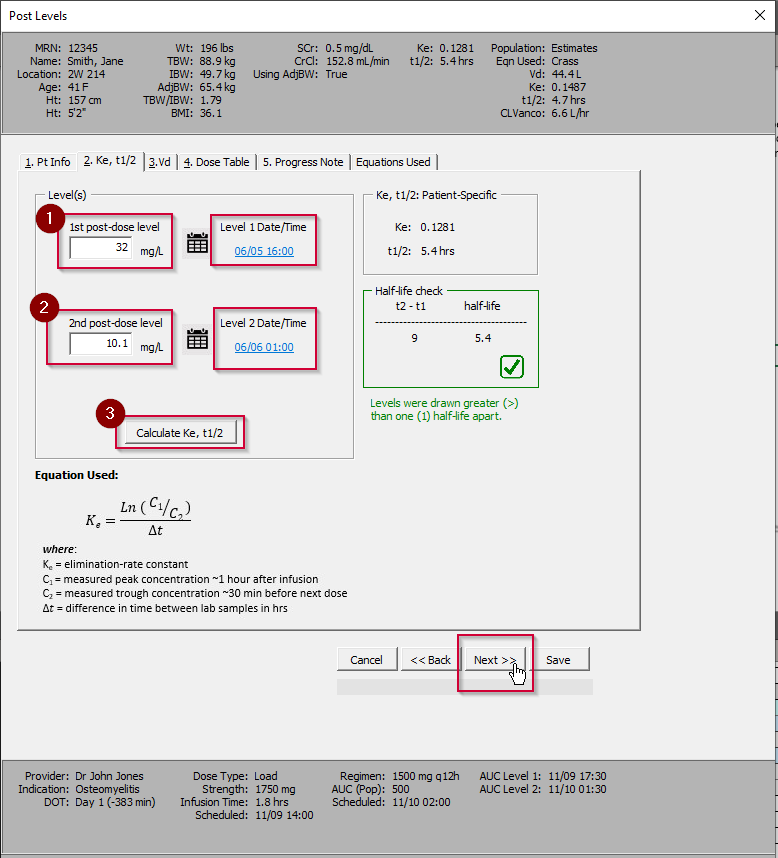 Post Levels
MRN: 12345
Name: Smith, Jane
Location: 2W 214
Age: 41 F
Ht: 157 cm
Ht: 5'2"
Wt: 196 lbs
TBW: 88.9 kg
IBW: 49.7 kg
AdjBW: 65.4 kg
TBW/IBW: 1.79
BMI: 36.1
SCr: 0.5 mg/dL
CrCl: 152.8 mL/min
Using AdjBW: True
Ke: 0.1281
t1/2: 5.4 hrs
Population: Estimates
Eqn Used: Crass
Vd: 44.4 L
Ke: 0.1487
t1/2: 4.7 hrs
CLVanco: 6.6 L/hr
1. Pt Info 2. Ke, t1/2 3.Vd 4. Dose Table 5. Progress Note Equations Used
Level(s)
1
1st post-dose level
32 mg/L
Level 1 Date/Time
06/05 16:00
2
2nd post-dose level
10.1 mg/L
Level 2 Date/Time
06/06 01:00
3
Calculate Ke, t1/2
Ke, t1/2: Patient-Specific
Ke: 0.1281
t1/2: 5.4 hrs
Half-life check
t2 - t1 half-life
---------------------------------------
9 5.4
Levels were drawn greater (>)
than one (1) half-life apart.
Equation Used:
Kₑ = Ln ( C₁/C₂ ) / Δt
where:
Kₑ = elimination-rate constant
C₁ = measured peak concentration ~1 hour after infusion
C₂ = measured trough concentration ~30 min before next dose
Δt = difference in time between lab samples in hrs
Cancel << Back Next >> Save
Provider: Dr John Jones
Indication: Osteomyelitis
DOT: Day 1 (-383 min)
Dose Type: Load
Strength: 1750 mg
Infusion Time: 1.8 hrs
Scheduled: 11/09 14:00
Regimen: 1500 mg q12h
AUC (Pop): 500
Scheduled: 11/10 02:00
AUC Level 1: 11/09 17:30
AUC Level 2: 11/10 01:30